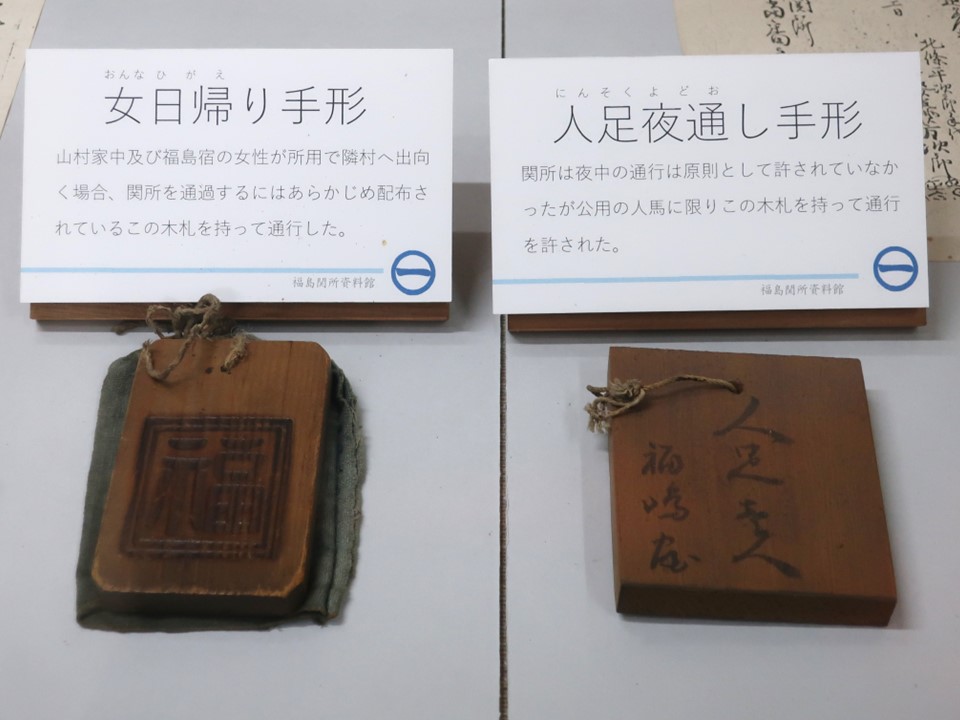 おんなひがえ
女日帰り手形
山村家中及び福島宿の女性が所用で隣村へ出向
く場合、関所を通過するにはあらかじめ配布さ
れているこの木札を持って通行した。
福島関所資料館
にんそくよどお
人足夜通し手形
関所は夜中の通行は原則として許されていなか
ったが公用の人馬に限りこの木札を持って通行
を許された。
福島関所資料館
福
人足壱人
福嶋
関所